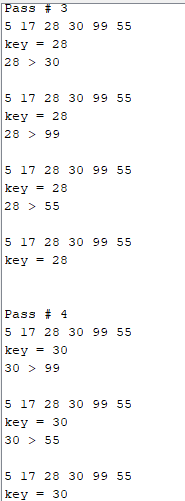 Pass # 3
5 17 28 30 99 55
key = 28
28 > 30
5 17 28 30 99 55
key = 28
28 > 99
5 17 28 30 99 55
key = 28
28 > 55
5 17 28 30 99 55
key = 28
Pass # 4
5 17 28 30 99 55
key = 30
30 > 99
5 17 28 30 99 55
key = 30
30 > 55
5 17 28 30 99 55
key = 30